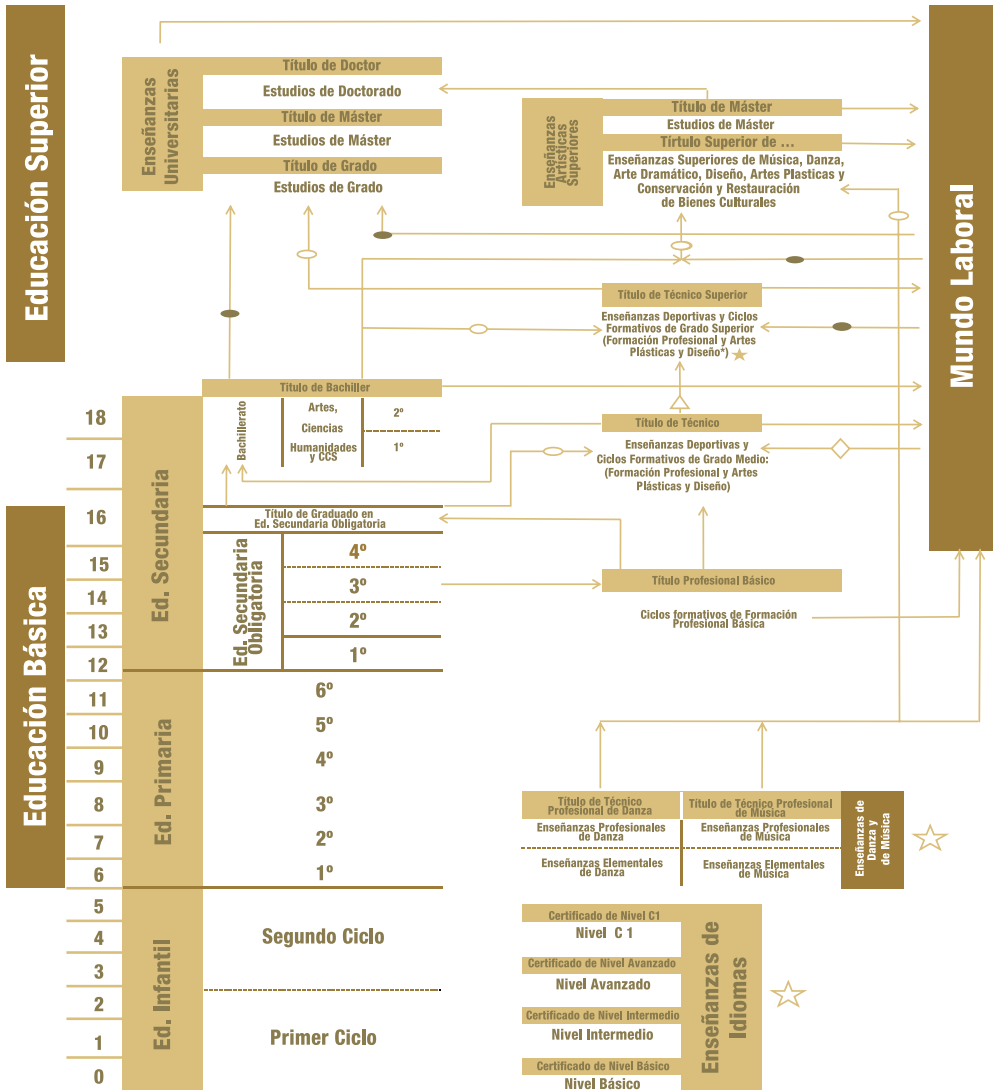 Educación Superior
Enseñanzas
Universitarias
Título de Doctor
Estudios de Doctorado
Título de Máster
Estudios de Máster
Título de Grado
Estudios de Grado
Enseñanzas
Artísticas
Superiores
Título de Máster
Estudios de Máster
Tírtulo Superior de ...
Enseñanzas Superiores de Música, Danza,
Arte Dramático, Diseño, Artes Plasticas y
Conservación y Restauración
de Bienes Culturales
Mundo Laboral
Título de Técnico Superior
Enseñanzas Deportivas y Ciclos
Formativos de Grado Superior
(Formación Profesional y Artes
Plásticas y Diseño*)
Título de Bachiller
Bachillerato
Artes,
Ciencias
Humanidades
y CCS
2º
1º
Título de Técnico
Enseñanzas Deportivas y
Ciclos Formativos de Grado Medio:
(Formación Profesional y Artes
Plásticas y Diseño)
Educación Básica
18
17
16
15
14
13
12
11
10
9
8
7
6
5
4
3
2
1
0
Ed. Secundaria
Título de Graduado en
Ed. Secundaria Obligatoria
Ed. Secundaria
Obligatoria
4º
3º
2º
1º
Título Profesional Básico
Ciclos formativos de Formación
Profesional Básica
Ed. Primaria
6º
5º
4º
3º
2º
1º
Título de Técnico
Profesional de Danza
Título de Técnico Profesional
de Música
Enseñanzas Profesionales
de Danza
Enseñanzas Profesionales
de Música
Enseñanzas Elementales
de Danza
Enseñanzas Elementales
de Música
Enseñanzas de
Danza y
de Música
Ed. Infantil
Segundo Ciclo
Primer Ciclo
Certificado de Nivel C1
Nivel C 1
Certificado de Nivel Avanzado
Nivel Avanzado
Certificado de Nivel Intermedio
Nivel Intermedio
Certificado de Nivel Básico
Nivel Básico
Enseñanzas de
Idiomas